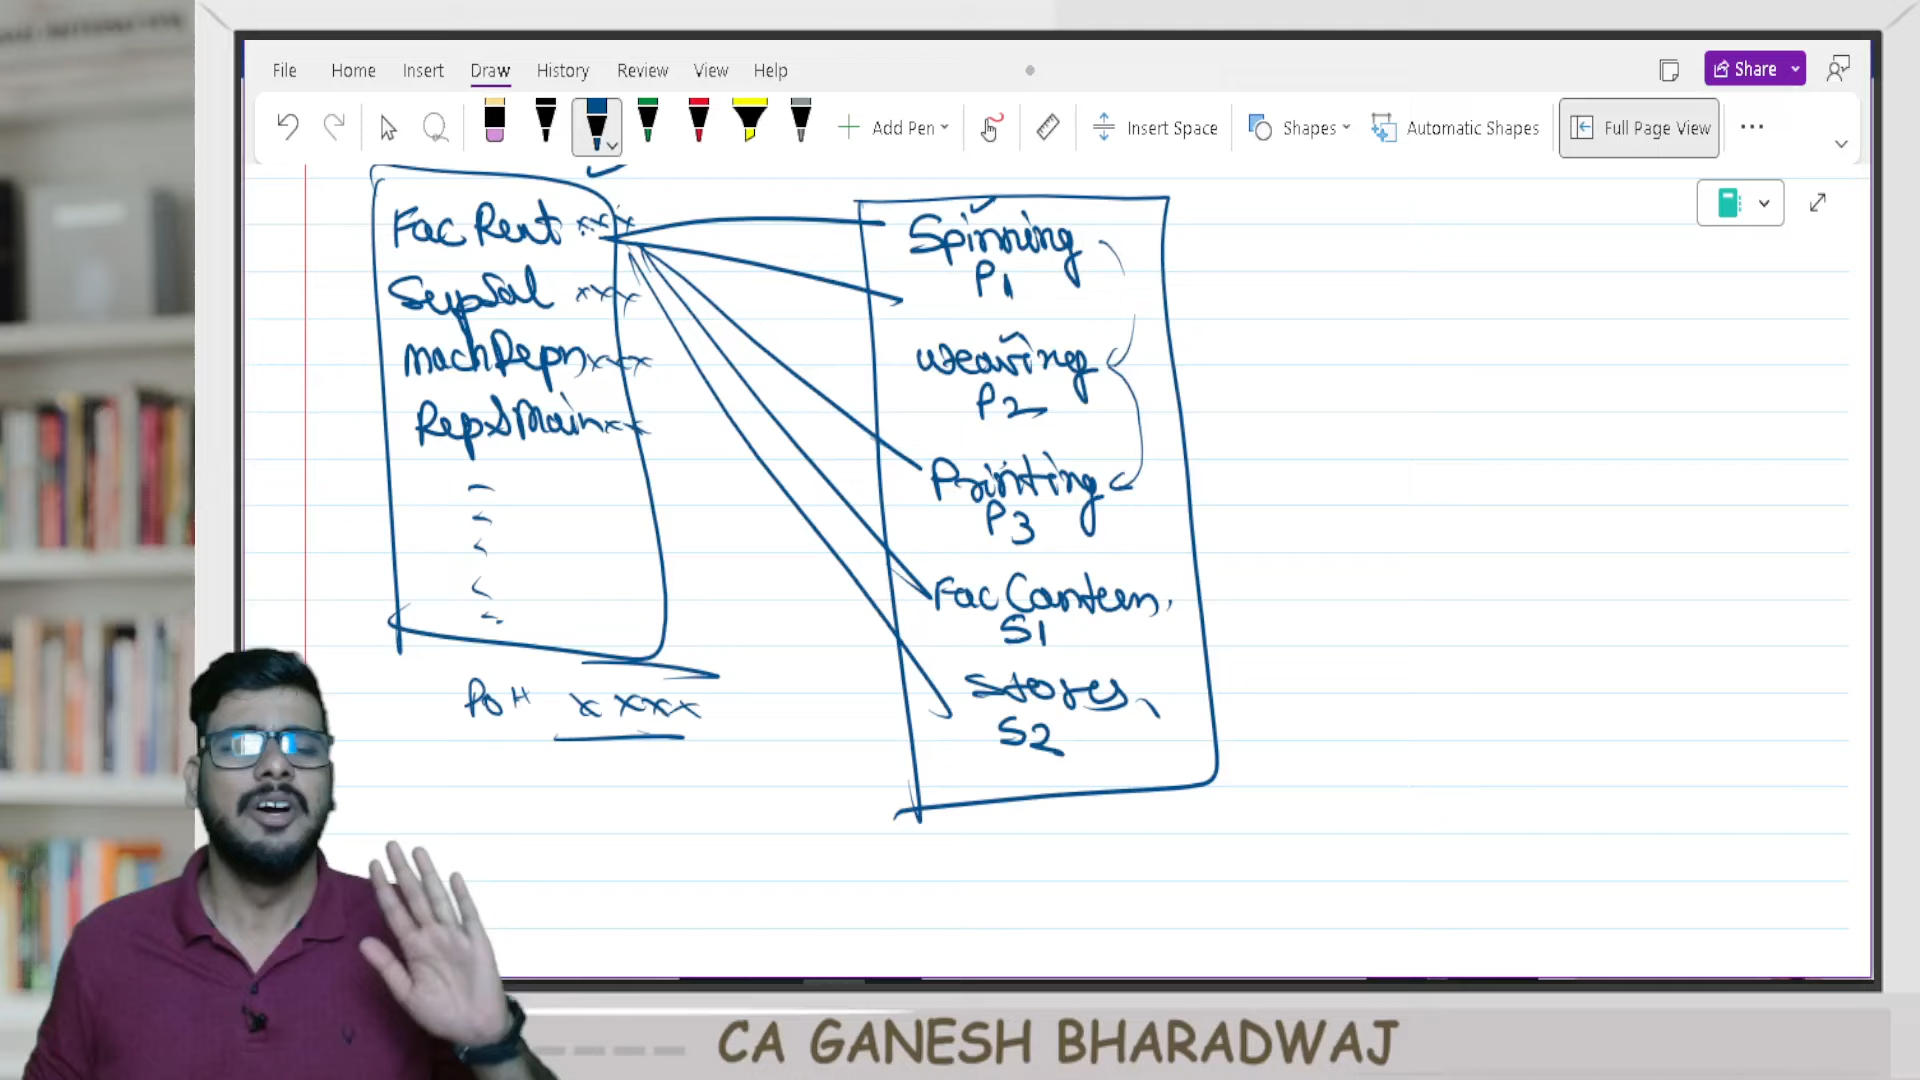 File Home Insert Draw History Review View Help Share
Add Pen Insert Space Shapes Automatic Shapes Full Page View ...
Fac Rent xxx
SupSal xxx
Mach Depn xxx
Rep&Main xx
POH xxxx
Spinning
P1
Weaving
P2
Printing
P3
Fac Canteen
S1
Stores
S2
CA GANESH BHARADWAJ